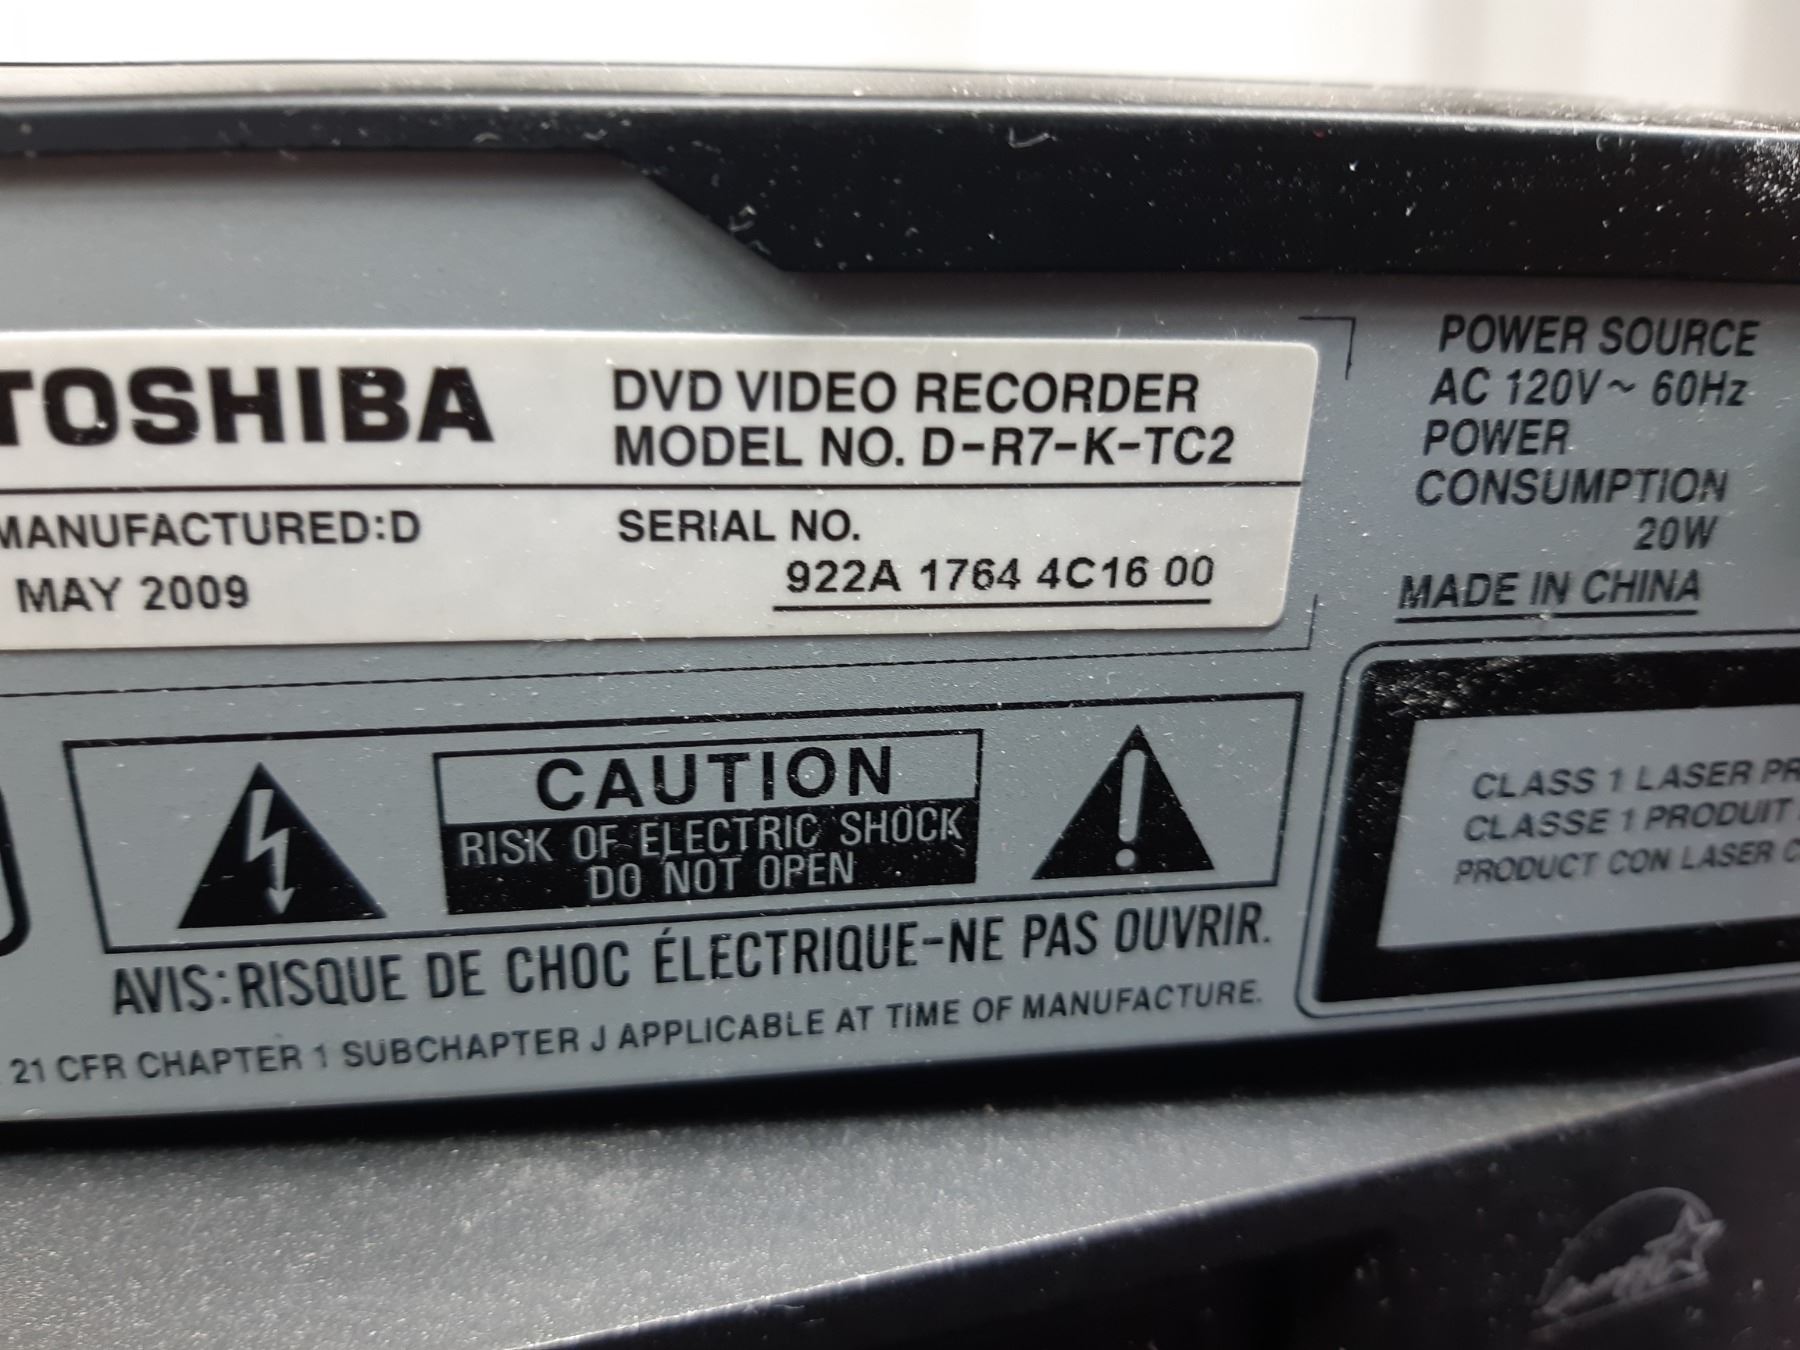 TOSHIBA
DVD VIDEO RECORDER
MODEL NO. D-R7-K-TC2
MANUFACTURED:D
MAY 2009
SERIAL NO.
922A 1764 4C16 00
POWER SOURCE
AC 120V~ 60Hz
POWER
CONSUMPTION
20W
MADE IN CHINA
CAUTION
RISK OF ELECTRIC SHOCK
DO NOT OPEN
AVIS:RISQUE DE CHOC ÉLECTRIQUE-NE PAS OUVRIR.
21 CFR CHAPTER 1 SUBCHAPTER J APPLICABLE AT TIME OF MANUFACTURE.
CLASS 1 LASER PR
CLASSE 1 PRODUIT
PRODUCT CON LASER C